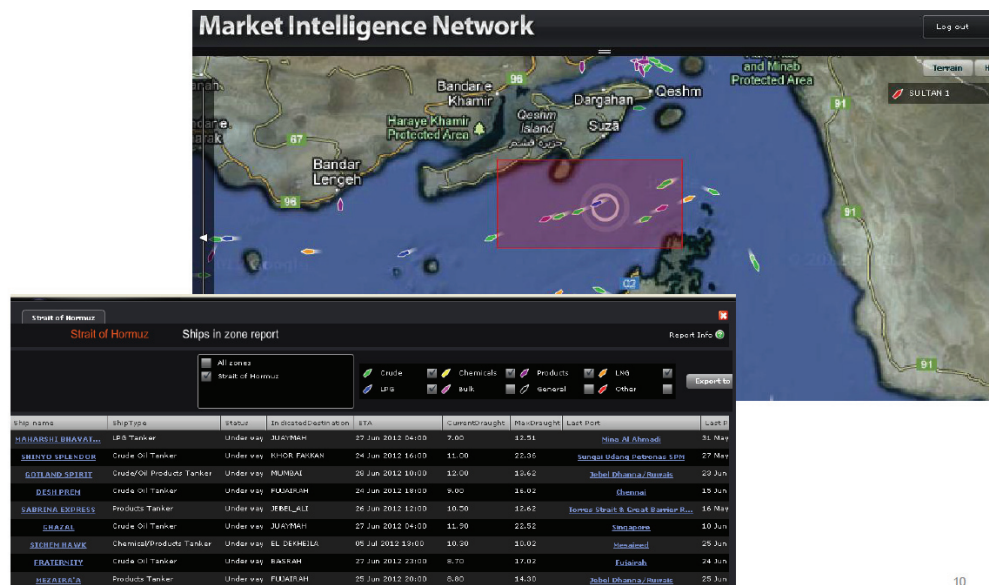 Market Intelligence Network
Log out
Terrain
and Minab
Protected Area
SULTAN 1
Bandar-e
Khamir
96
Dargahan
Qeshm
91
Haraye Khamir
Protected Area
Qeshm
Island
جزیره قشم
Suza
67
Bandar
Lengeh
96
91
02
91
Strait of Hormuz
Strait of Hormuz Ships in zone report Report Info
All zones
Strait of Hormuz
Crude Chemicals Products LNG
LPG Bulk General Other
Export to
Ship name ShipType Status IndicatedDestination ETA CurrentDraught MaxDraught Last Port Last P
MAHARSHI BHAVAT... LPG Tanker Under way JUAYMAH 27 Jun 2012 04:00 7.00 12.51 Mina Al Ahmadi 31 May
SHINYO SPLENDOR Crude Oil Tanker Under way KHOR FAKKAN 24 Jun 2012 16:00 11.00 22.36 Sungai Udang Petronas SPM 27 May
GOTLAND SPIRIT Crude/Oil Products Tanker Under way MUMBAI 28 Jun 2012 10:00 12.00 13.62 Jebel Dhanna/Ruwais 23 Jun
DESH PREM Crude Oil Tanker Under way FUJAIRAH 24 Jun 2012 18:00 9.00 16.02 Chennai 15 Jun
SABRINA EXPRESS Products Tanker Under way JEBEL_ALI 26 Jun 2012 12:00 10.50 12.62 Torres Strait & Great Barrier R... 16 May
GHAZAL Crude Oil Tanker Under way JUAYMAH 27 Jun 2012 04:00 11.90 22.52 Singapore 10 Jun
SICHEM HAWK Chemical/Products Tanker Under way EL DEKHEILA 05 Jul 2012 13:00 10.30 10.02 Mesaieed 25 Jun
FRATERNITY Crude Oil Tanker Under way BASRAH 27 Jun 2012 23:00 8.70 17.02 Fujairah 24 Jun
MEZAIRA'A Products Tanker Under way FUJAIRAH 25 Jun 2012 20:00 8.80 14.30 Jebel Dhanna/Ruwais 25 Jun
10